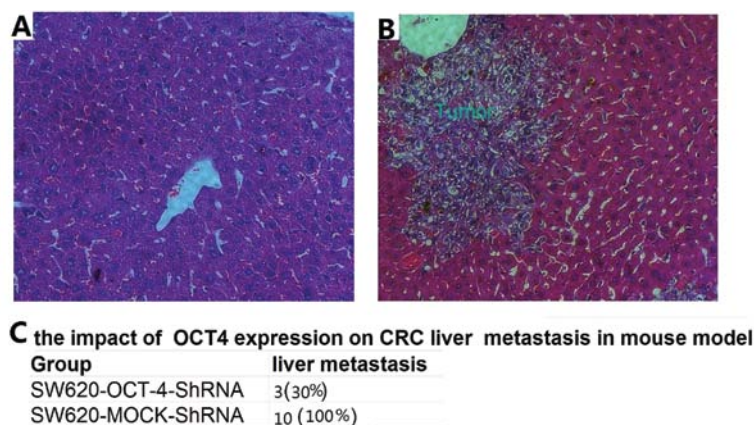 A
B
Tumor
C the impact of OCT4 expression on CRC liver metastasis in mouse model
Group liver metastasis
SW620-OCT-4-ShRNA 3(30%)
SW620-MOCK-ShRNA 10 (100%)